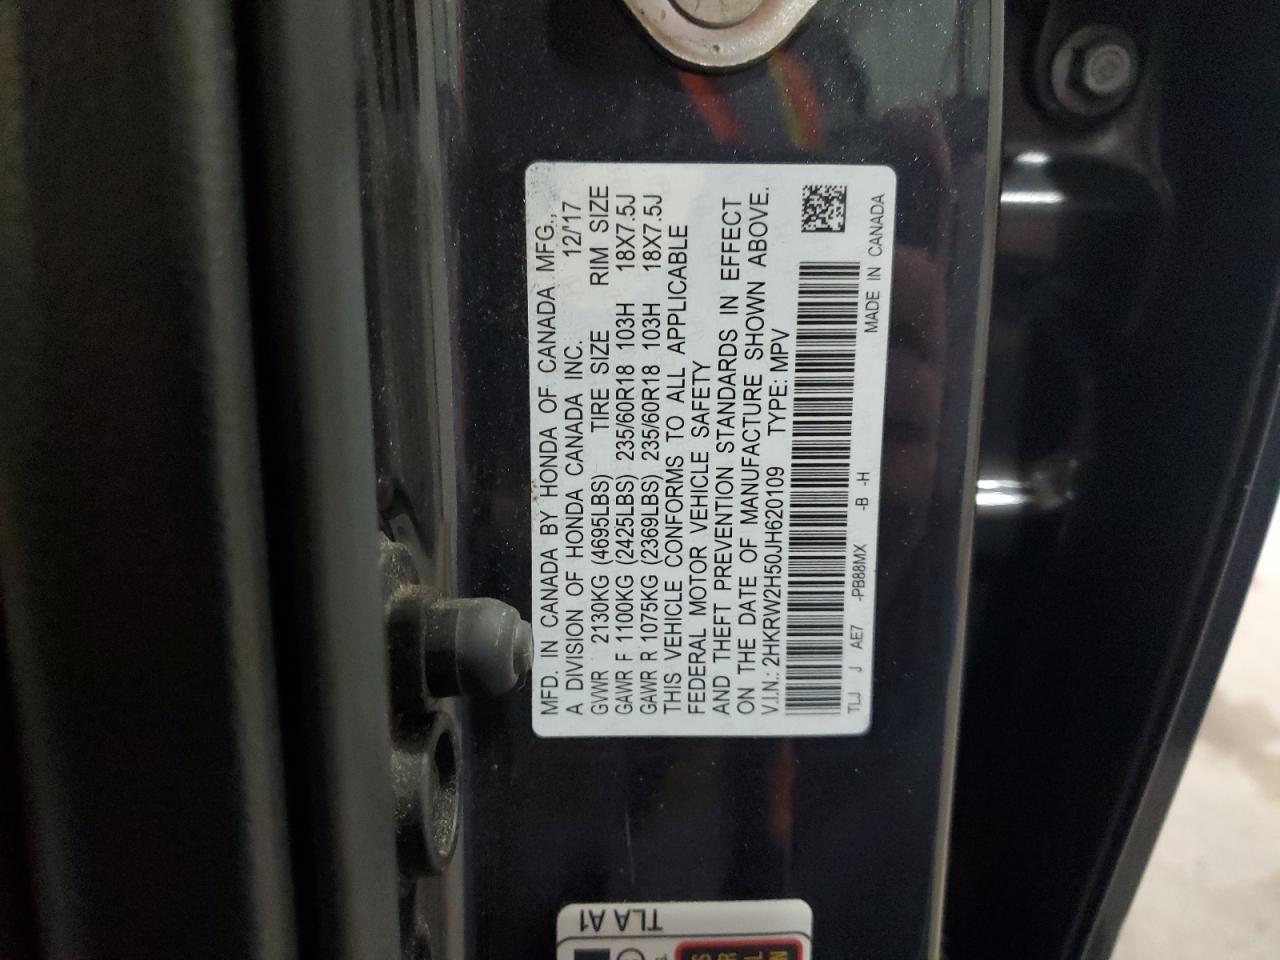 MFD. IN CANADA BY HONDA OF CANADA MFG.,
A DIVISION OF HONDA CANADA INC. 12/17
GVWR 2130KG (4695LBS) TIRE SIZE RIM SIZE
GAWR F 1100KG (2425LBS) 235/60R18 103H 18X7.5J
GAWR R 1075KG (2369LBS) 235/60R18 103H 18X7.5J
THIS VEHICLE CONFORMS TO ALL APPLICABLE
FEDERAL MOTOR VEHICLE SAFETY
AND THEFT PREVENTION STANDARDS IN EFFECT
ON THE DATE OF MANUFACTURE SHOWN ABOVE.
V.I.N.: 2HKRW2H50JH620109 TYPE: MPV
TLJ J AE7 -PB88MX -B -H
MADE IN CANADA
TLA A1